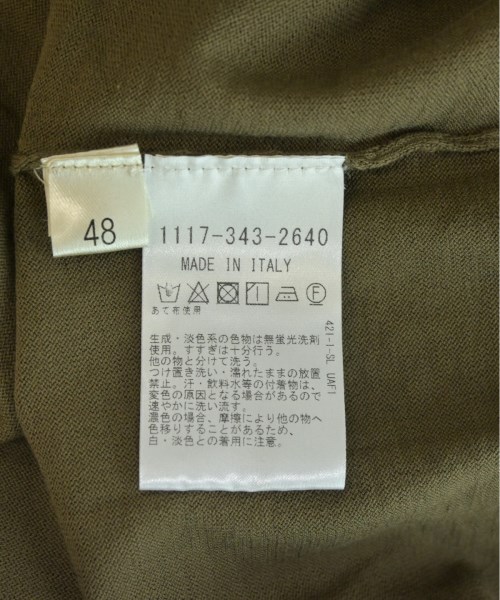 48
1117-343-2640
MADE IN ITALY
あて布使用
生成・淡色系の色物は無蛍光洗剤
使用。すすぎは十分行う。
他の物と分けて洗う。
つけ置き洗い・濡れたままの放置
禁止。汗・飲料水等の付着物は、
変色の原因となる場合があるので
速やかに洗い流す。
濃色の場合、摩擦により他の物へ
色移りすることがあるため、
白・淡色との着用に注意。
421-1-SL UAF1